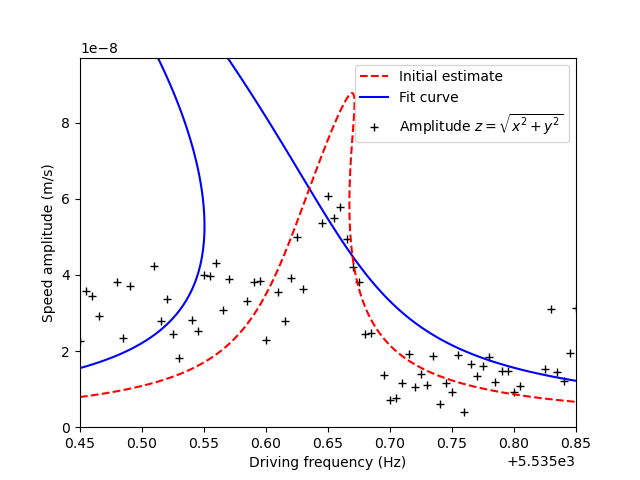 1e−8
Initial estimate
Fit curve
Amplitude z = √x² + y²
8
6
4
2
0
Speed amplitude (m/s)
0.45 0.50 0.55 0.60 0.65 0.70 0.75 0.80 0.85
Driving frequency (Hz)
+5.535e3